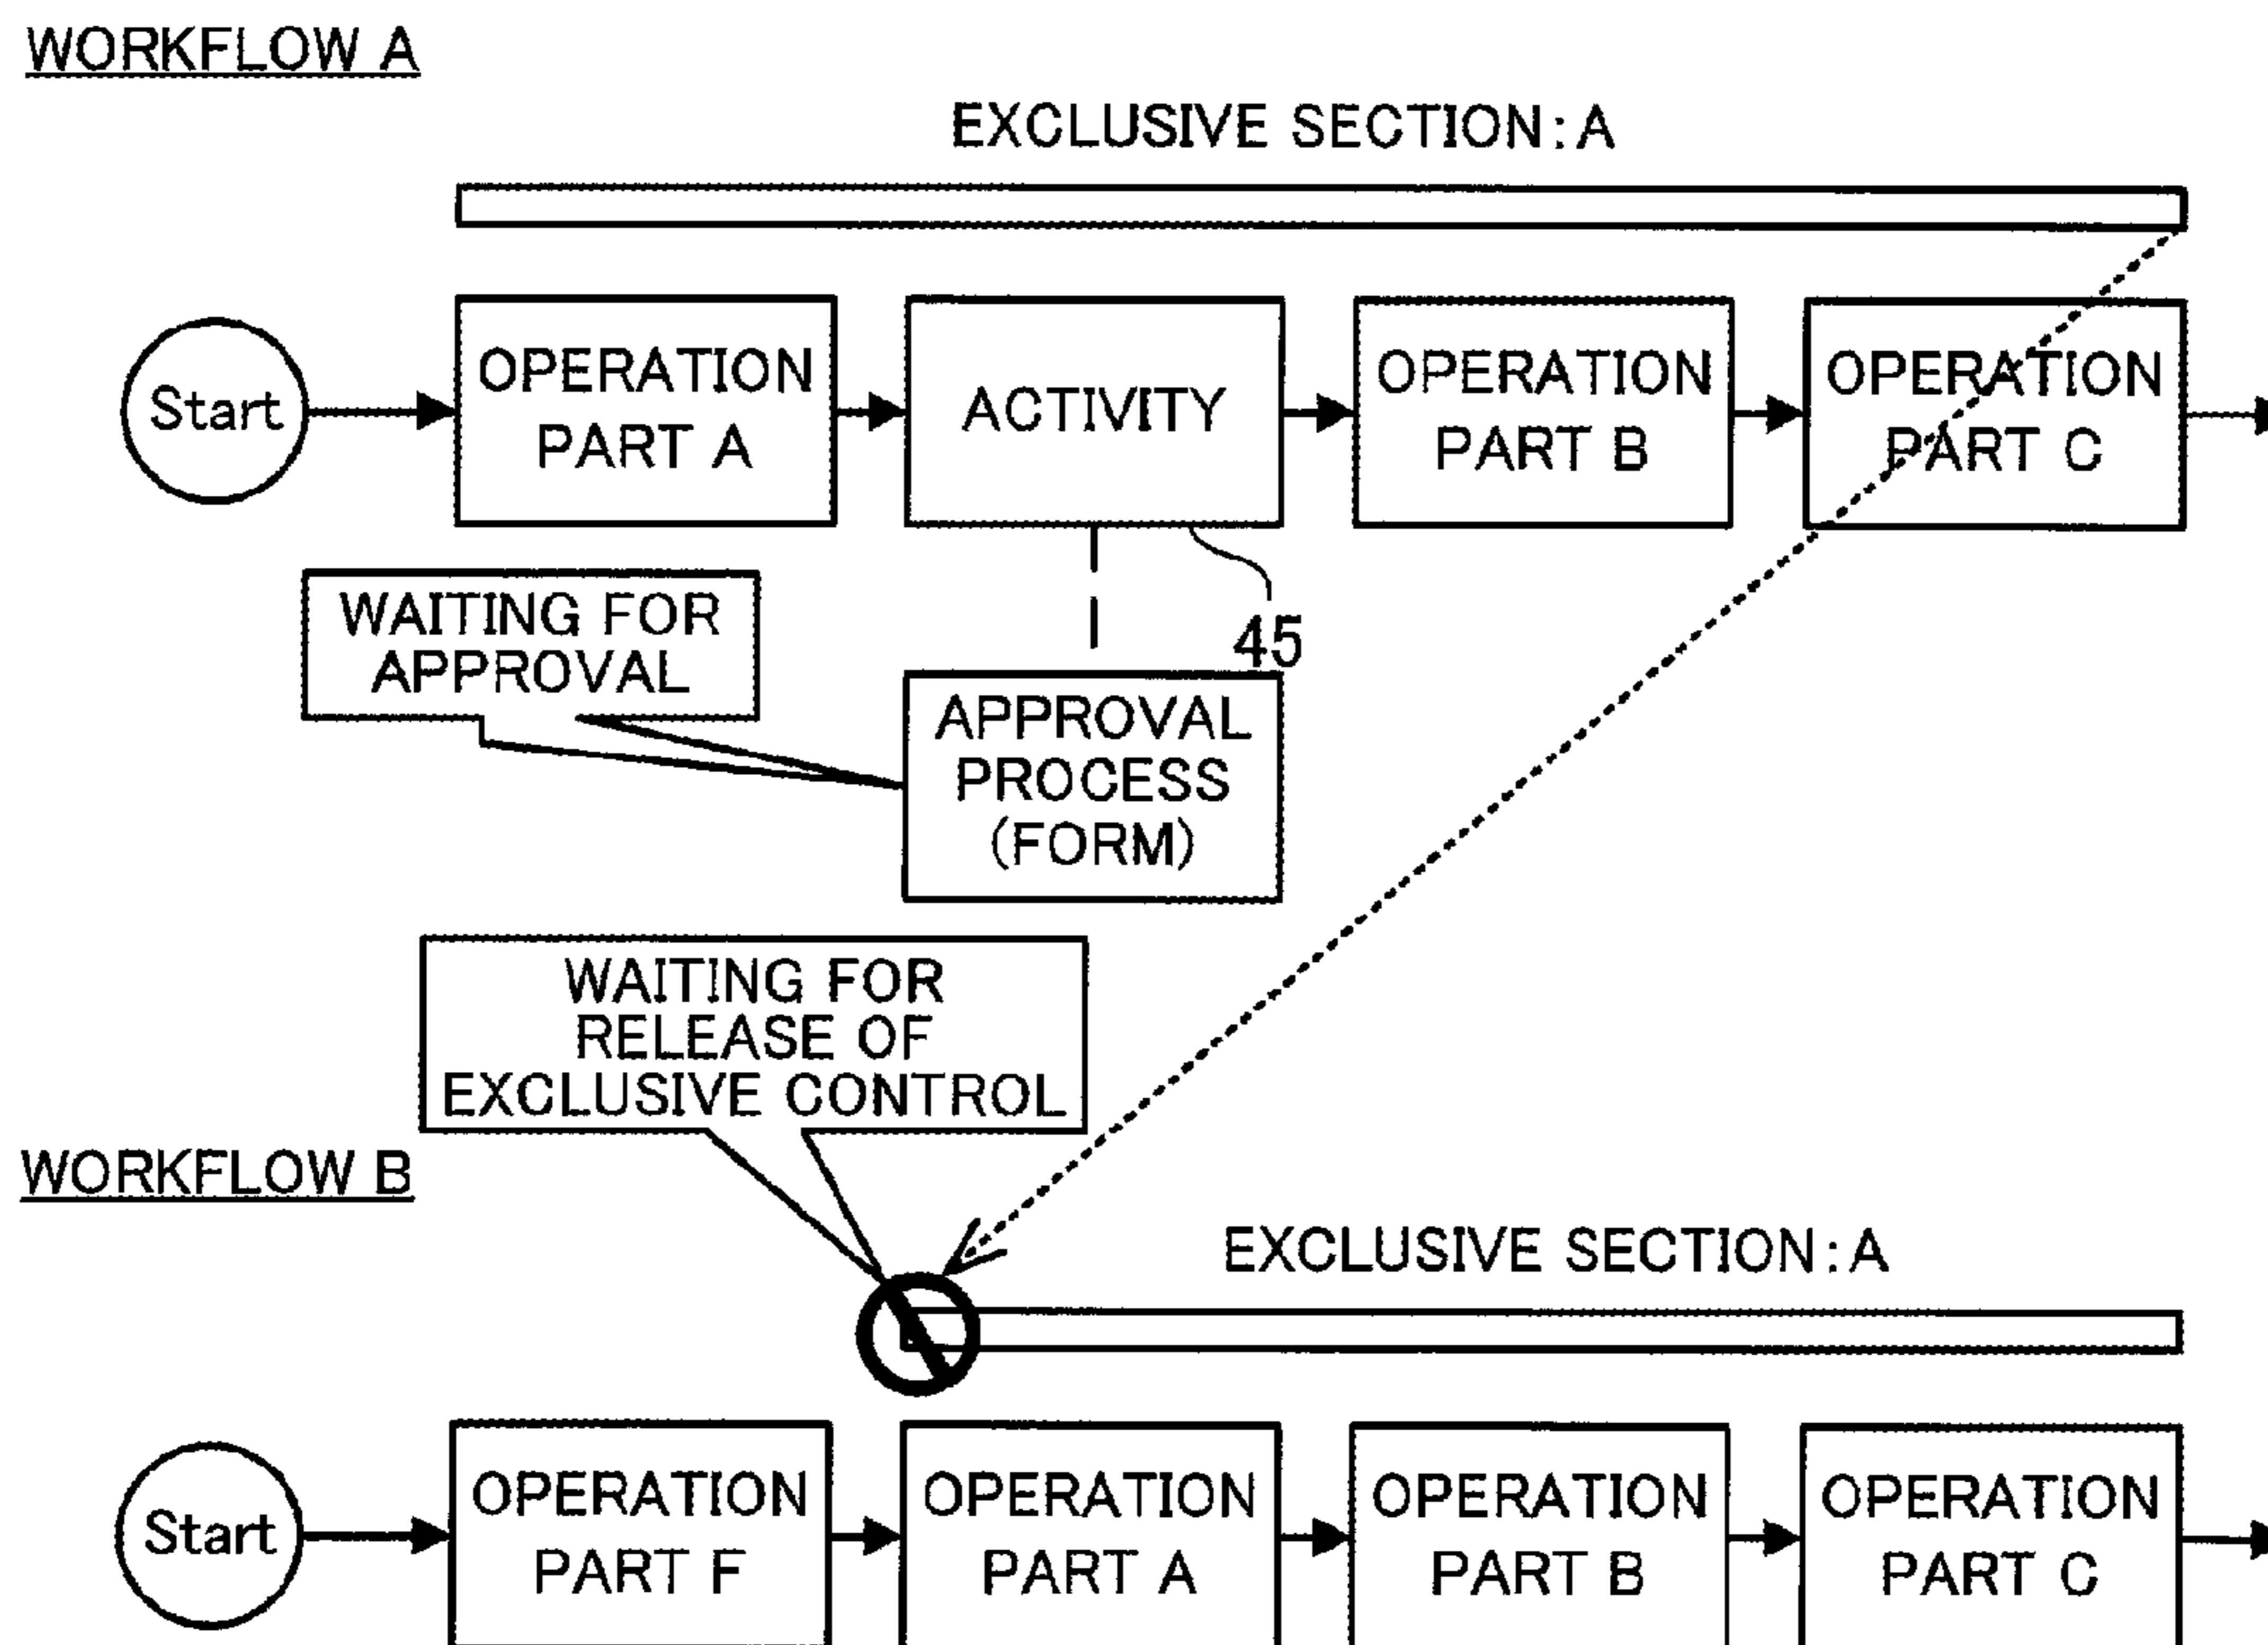 WORKFLOW A
EXCLUSIVE SECTION:A
Start
OPERATION
PART A
ACTIVITY
OPERATION
PART B
OPERATION
PART C
45
WAITING FOR
APPROVAL
APPROVAL
PROCESS
(FORM)
WAITING FOR
RELEASE OF
EXCLUSIVE CONTROL
WORKFLOW B
EXCLUSIVE SECTION:A
Start
OPERATION
PART F
OPERATION
PART A
OPERATION
PART B
OPERATION
PART C